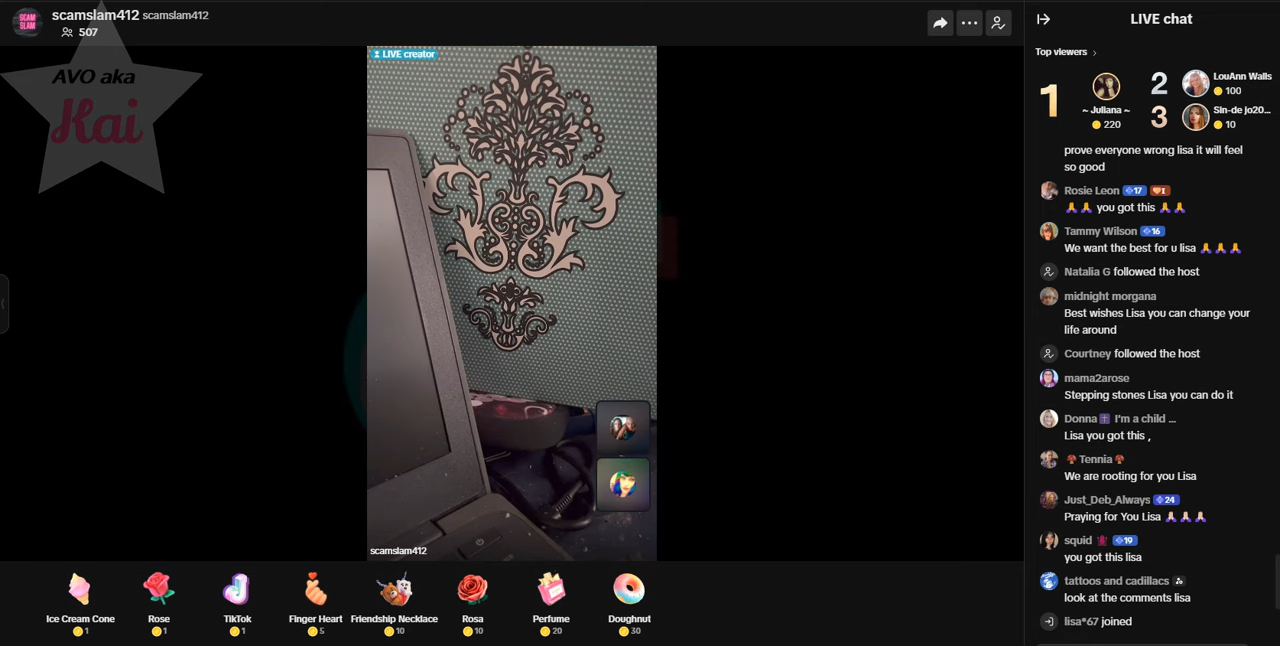 SCAM
SLAM
scamslam412 scamslam412
507
AVO aka
Kai
LIVE creator
scamslam412
Ice Cream Cone
1
Rose
1
TikTok
1
Finger Heart
5
Friendship Necklace
10
Rosa
10
Perfume
20
Doughnut
30
LIVE chat
Top viewers
1
~ Juliana ~
220
2
LouAnn Walls
100
3
Sin-de jo20...
10
prove everyone wrong lisa it will feel
so good
Rosie Leon 17 I
you got this
Tammy Wilson 16
We want the best for u lisa
Natalia G followed the host
midnight morgana
Best wishes Lisa you can change your
life around
Courtney followed the host
mama2arose
Stepping stones Lisa you can do it
Donna I'm a child ...
Lisa you got this ,
Tennia
We are rooting for you Lisa
Just_Deb_Always 24
Praying for You Lisa
squid 19
you got this lisa
tattoos and cadillacs
look at the comments lisa
lisa*67 joined